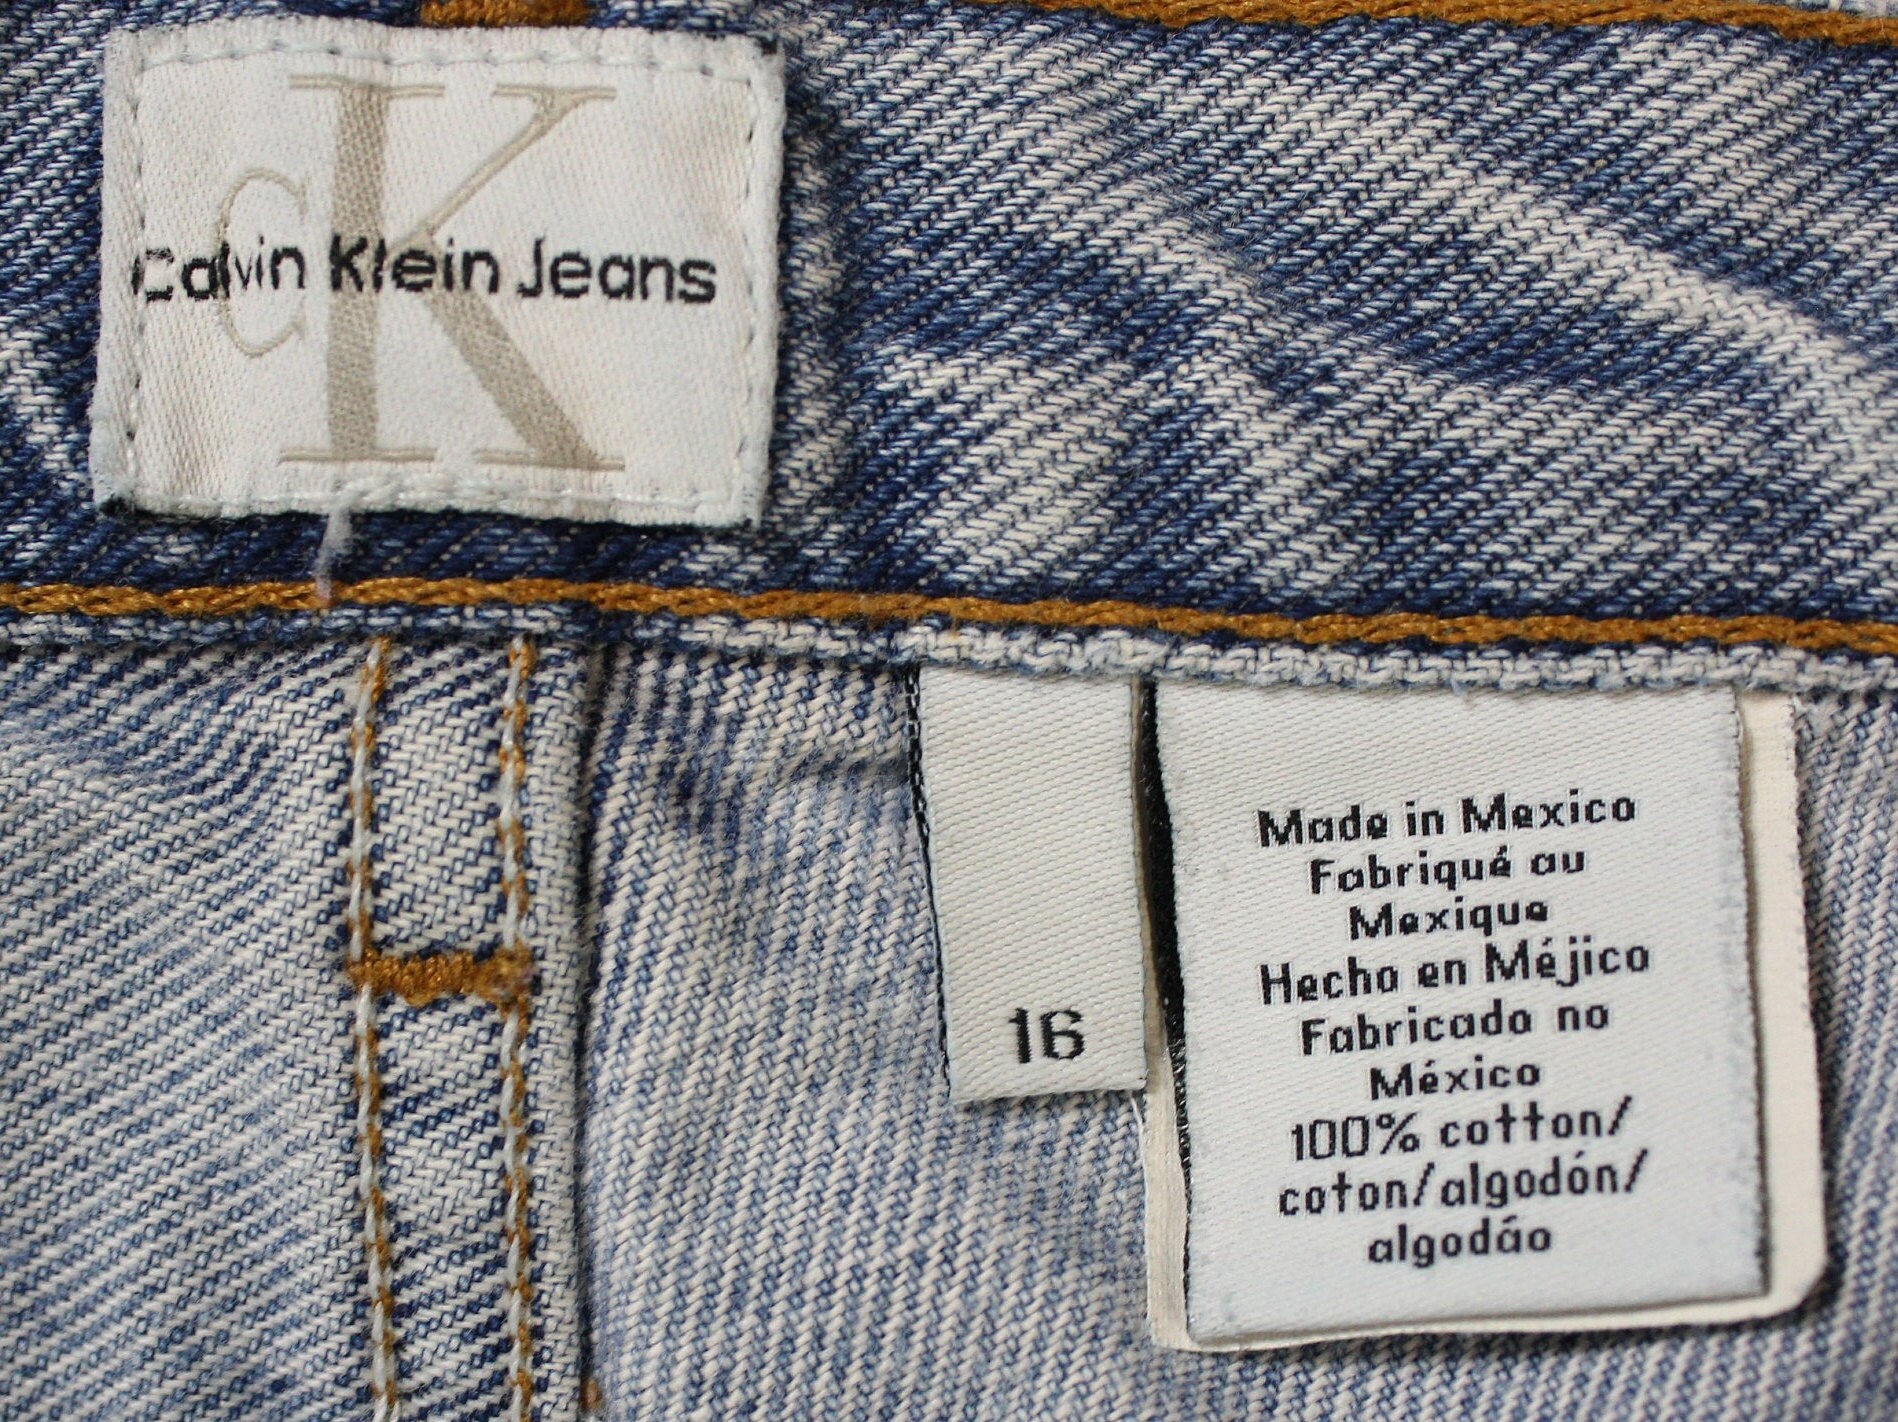 CK
Calvin Klein Jeans
16
Made in Mexico
Fabriqué au
Mexique
Hecho en Méjico
Fabricado no
México
100% cotton/
coton/algodón/
algodáo